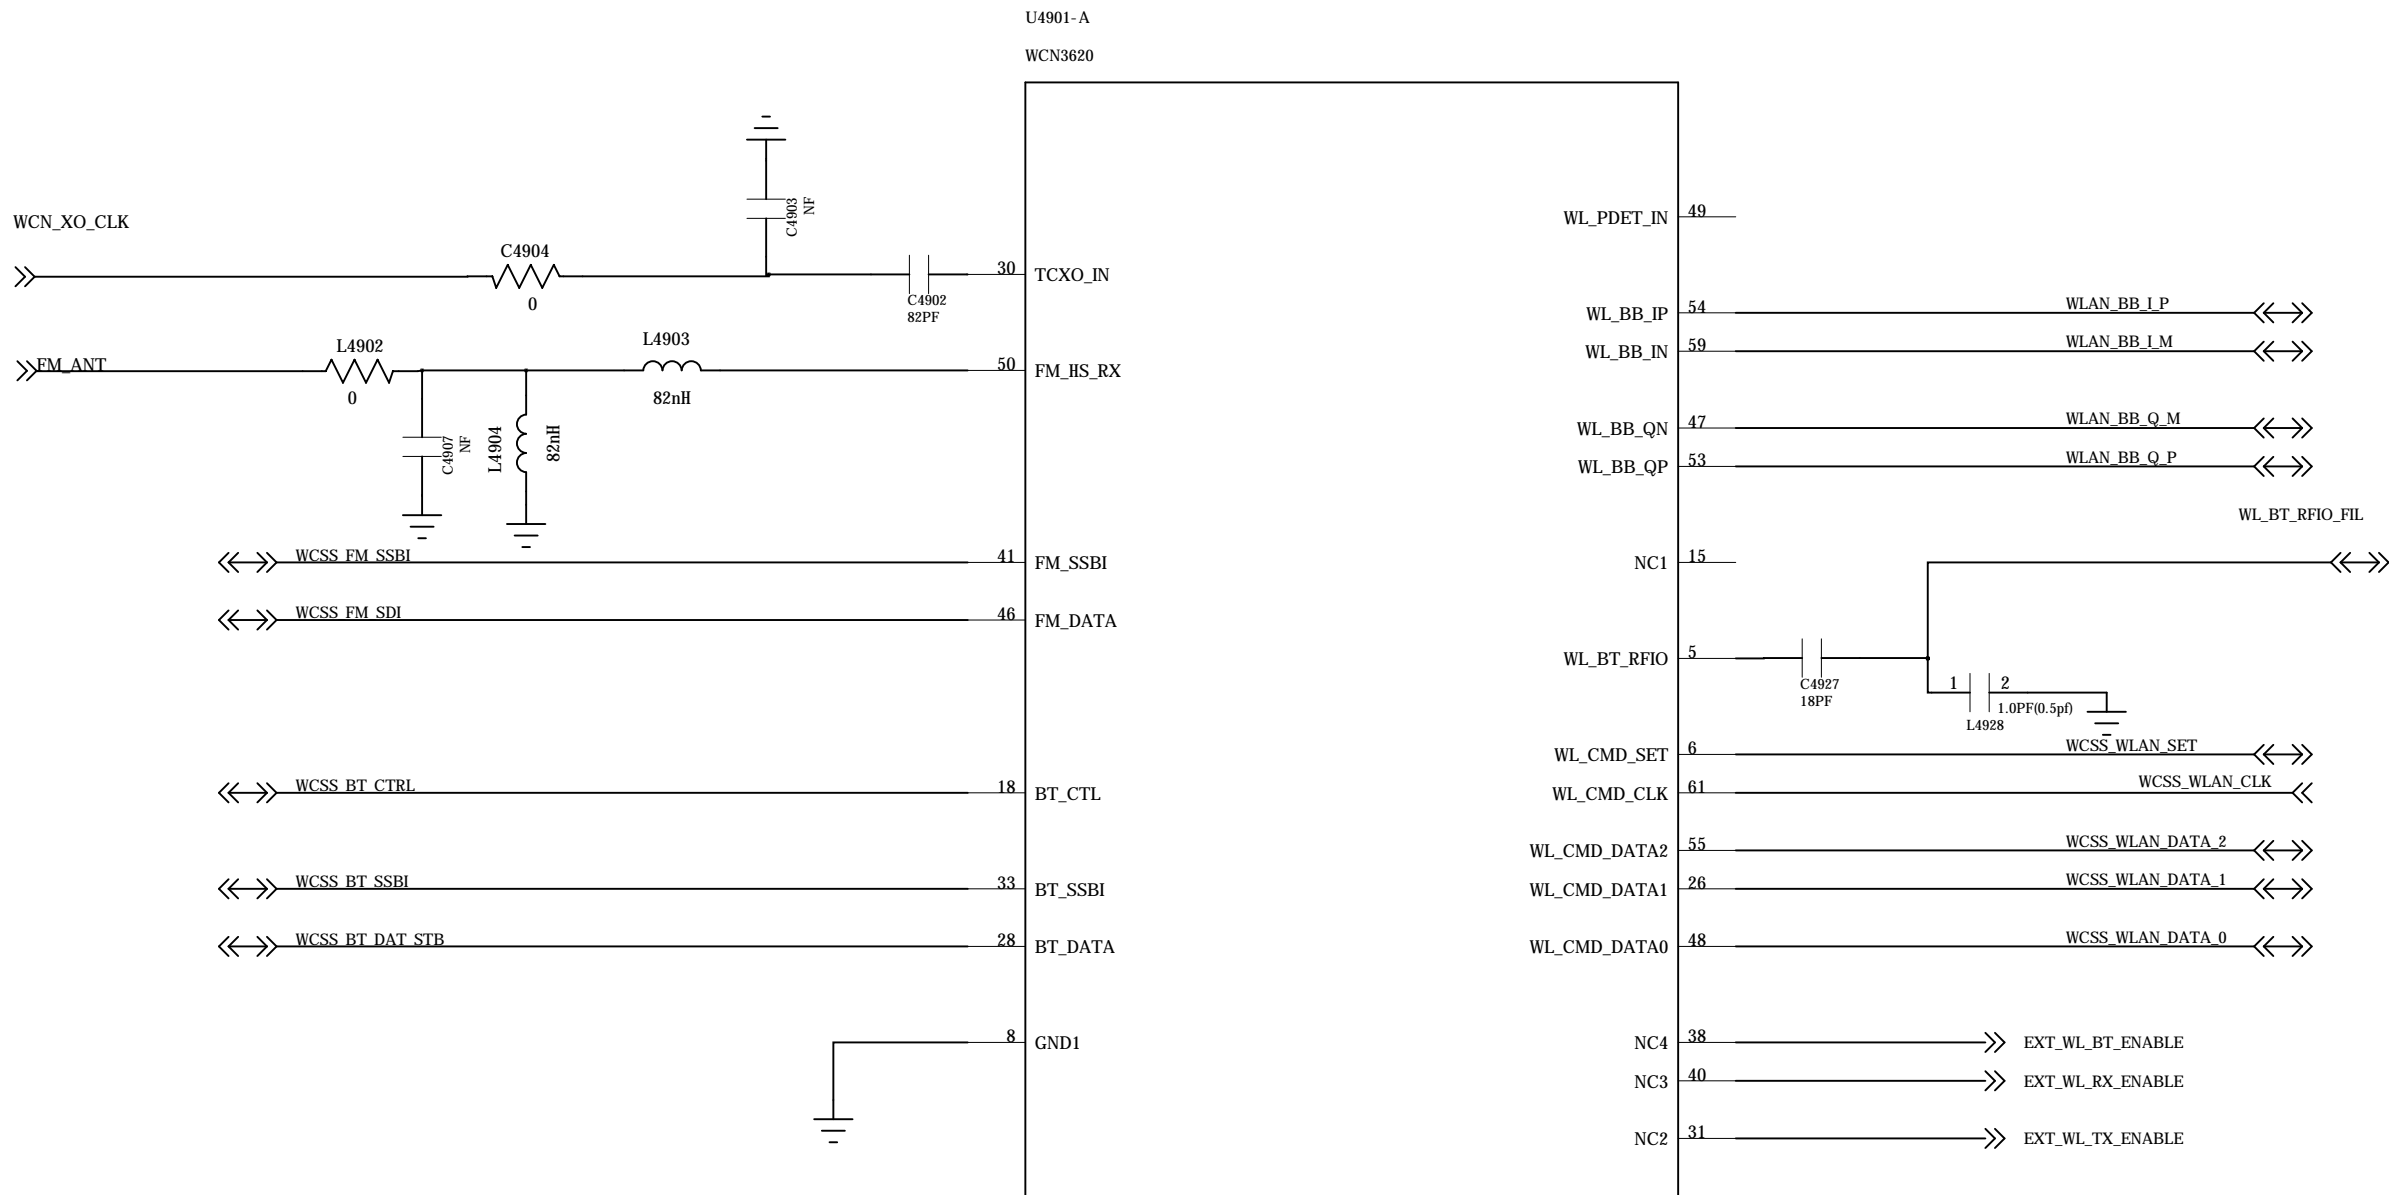 U4901-A
WCN3620
WCN_XO_CLK
C4904
0
C4903
NF
C4902
82PF
30
TCXO_IN
FM_ANT
L4902
0
L4903
82nH
50
FM_HS_RX
C4907
NF
L4904
82nH
WCSS_FM_SSBI
41
FM_SSBI
WCSS_FM_SDI
46
FM_DATA
WCSS_BT_CTRL
18
BT_CTL
WCSS_BT_SSBI
33
BT_SSBI
WCSS_BT_DAT_STB
28
BT_DATA
8
GND1
WL_PDET_IN
49
WL_BB_IP
54
WLAN_BB_I_P
WL_BB_IN
59
WLAN_BB_I_M
WL_BB_QN
47
WLAN_BB_Q_M
WL_BB_QP
53
WLAN_BB_Q_P
WL_BT_RFIO_FIL
NC1
15
WL_BT_RFIO
5
C4927
18PF
1
2
1.0PF(0.5pf)
L4928
WL_CMD_SET
6
WCSS_WLAN_SET
WL_CMD_CLK
61
WCSS_WLAN_CLK
WL_CMD_DATA2
55
WCSS_WLAN_DATA_2
WL_CMD_DATA1
26
WCSS_WLAN_DATA_1
WL_CMD_DATA0
48
WCSS_WLAN_DATA_0
NC4
38
EXT_WL_BT_ENABLE
NC3
40
EXT_WL_RX_ENABLE
NC2
31
EXT_WL_TX_ENABLE